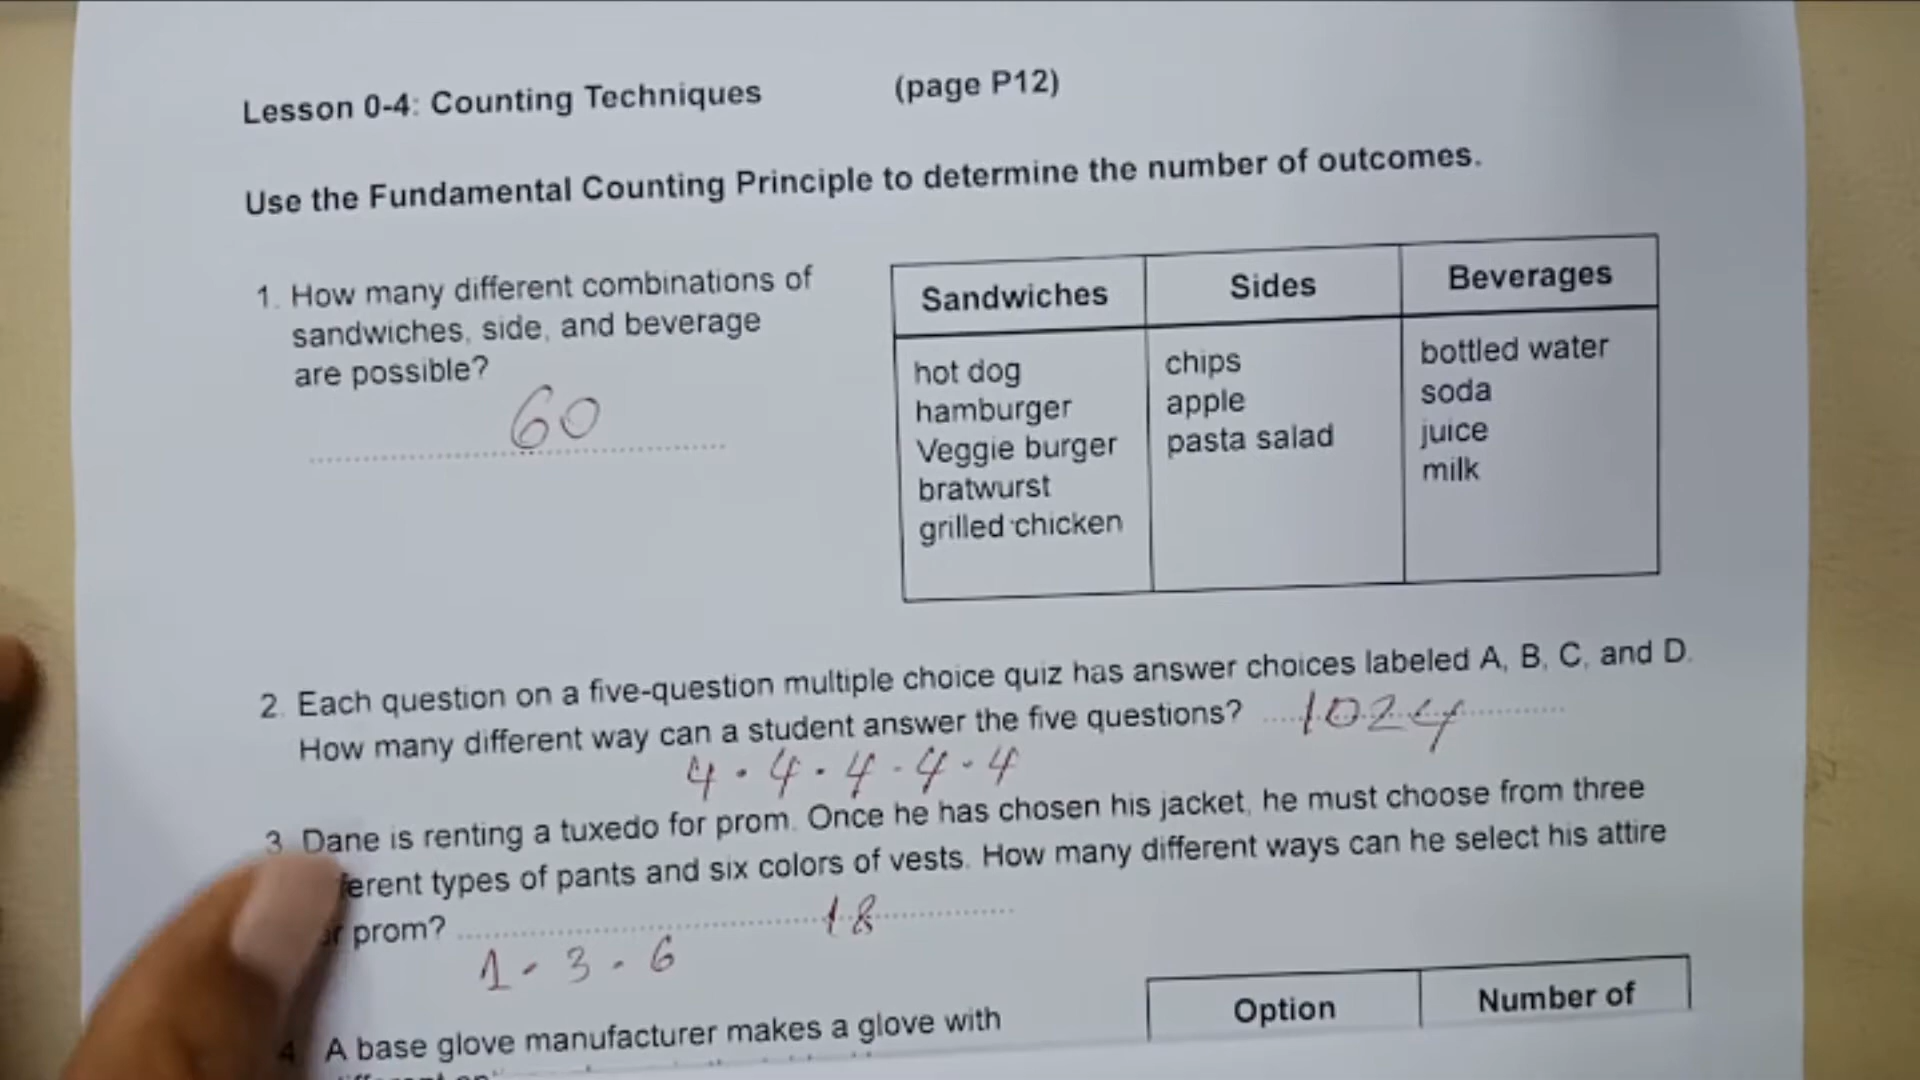 Lesson 0-4: Counting Techniques (page P12)
Use the Fundamental Counting Principle to determine the number of outcomes.
1. How many different combinations of
sandwiches, side, and beverage
are possible?
60
Sandwiches Sides Beverages
hot dog chips bottled water
hamburger apple soda
Veggie burger pasta salad juice
bratwurst milk
grilled chicken
2. Each question on a five-question multiple choice quiz has answer choices labeled A, B, C, and D.
How many different way can a student answer the five questions? 1024
4 · 4 · 4 · 4 · 4
3. Dane is renting a tuxedo for prom. Once he has chosen his jacket, he must choose from three
ferent types of pants and six colors of vests. How many different ways can he select his attire
r prom? 18
1 · 3 · 6
4 A base glove manufacturer makes a glove with
Option Number of